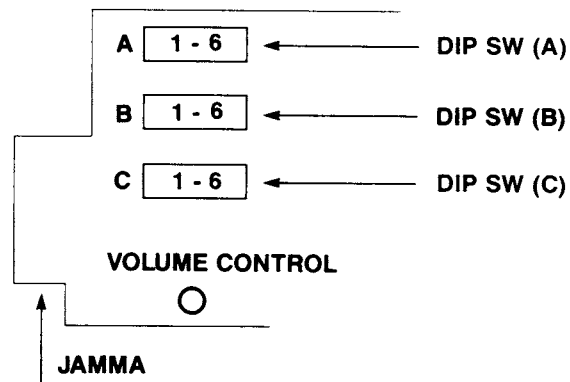 A 1 - 6 DIP SW (A)
B 1 - 6 DIP SW (B)
C 1 - 6 DIP SW (C)
VOLUME CONTROL
JAMMA